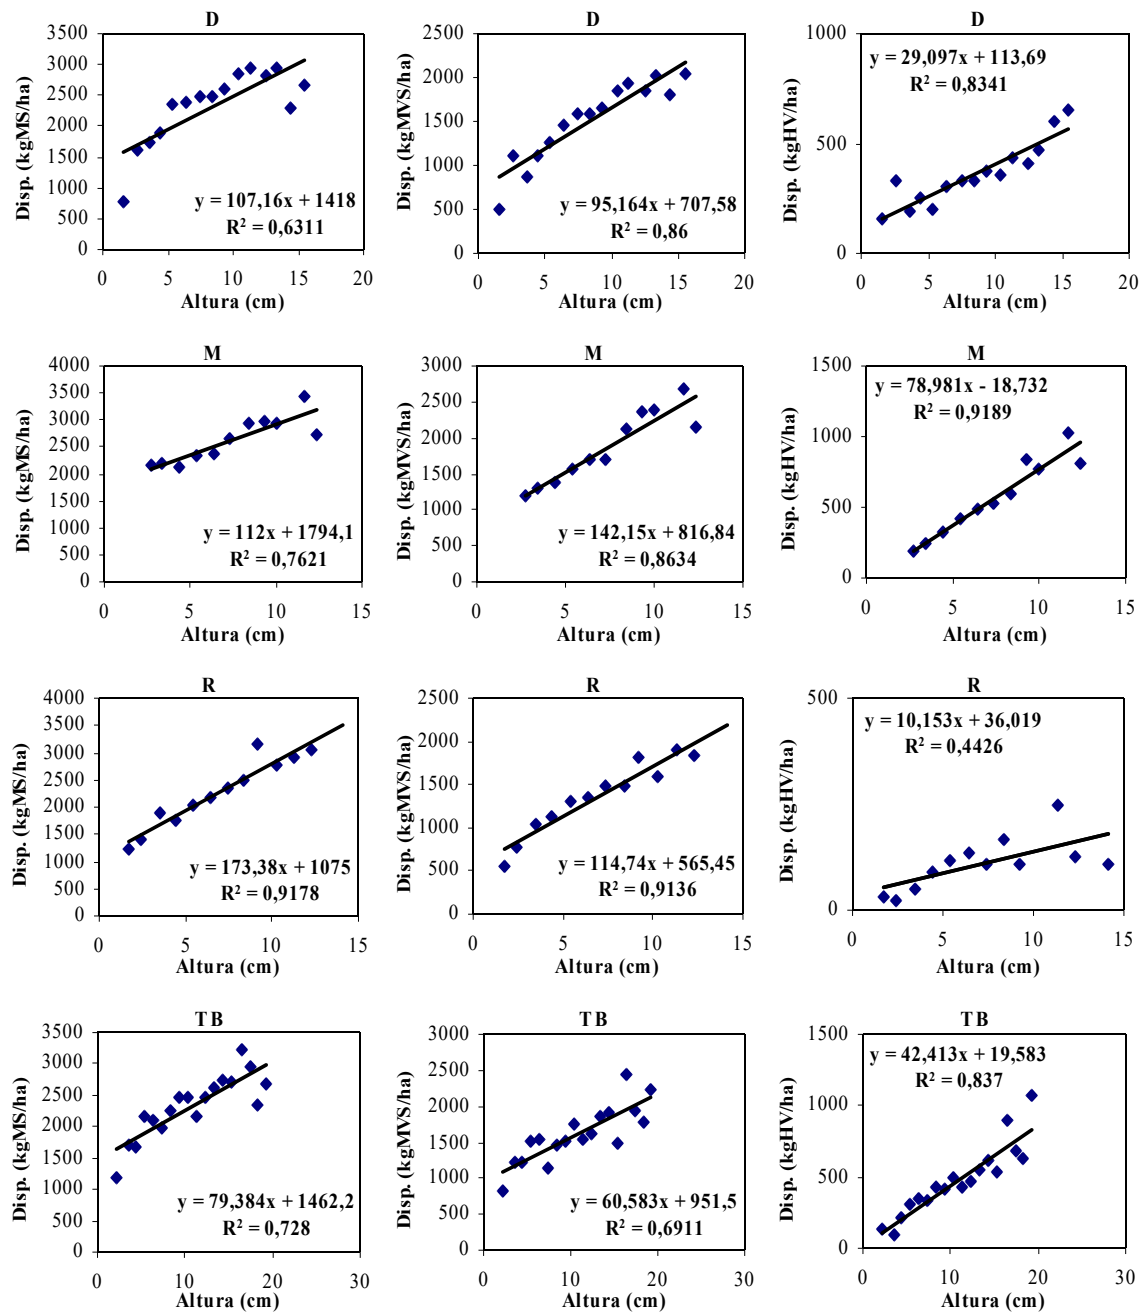 D
3500
3000
2500
2000
1500
1000
500
0
Disp. (kgMS/ha)
y = 107,16x + 1418
R² = 0,6311
0 5 10 15 20
Altura (cm)
D
2500
2000
1500
1000
500
0
Disp. (kgMVS/ha)
y = 95,164x + 707,58
R² = 0,86
0 5 10 15 20
Altura (cm)
D
1000
500
0
Disp. (kgHV/ha)
y = 29,097x + 113,69
R² = 0,8341
0 5 10 15 20
Altura (cm)
M
4000
3500
3000
2500
2000
1500
1000
500
0
Disp. (kgMS/ha)
y = 112x + 1794,1
R² = 0,7621
0 5 10 15
Altura (cm)
M
3000
2500
2000
1500
1000
500
0
Disp. (kgMVS/ha)
y = 142,15x + 816,84
R² = 0,8634
0 5 10 15
Altura (cm)
M
1500
1000
500
0
Disp. (kgHV/ha)
y = 78,981x - 18,732
R² = 0,9189
0 5 10 15
Altura (cm)
R
4000
3500
3000
2500
2000
1500
1000
500
0
Disp. (kgMS/ha)
y = 173,38x + 1075
R² = 0,9178
0 5 10 15
Altura (cm)
R
2500
2000
1500
1000
500
0
Disp. (kgMVS/ha)
y = 114,74x + 565,45
R² = 0,9136
0 5 10 15
Altura (cm)
R
500
0
Disp. (kgHV/ha)
y = 10,153x + 36,019
R² = 0,4426
0 5 10 15
Altura (cm)
TB
3500
3000
2500
2000
1500
1000
500
0
Disp. (kgMS/ha)
y = 79,384x + 1462,2
R² = 0,728
0 10 20 30
Altura (cm)
TB
3000
2500
2000
1500
1000
500
0
Disp. (kgMVS/ha)
y = 60,583x + 951,5
R² = 0,6911
0 10 20 30
Altura (cm)
TB
1500
1000
500
0
Disp. (kgHV/ha)
y = 42,413x + 19,583
R² = 0,837
0 10 20 30
Altura (cm)